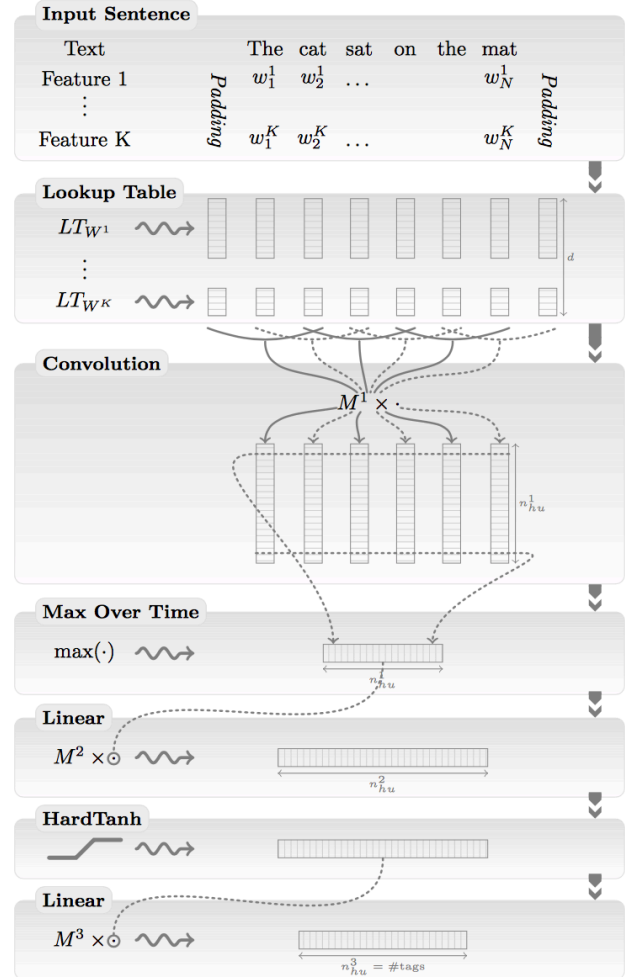 Input Sentence
Text The cat sat on the mat
Feature 1 w_1^1 w_2^1 ... w_N^1
⋮
Feature K w_1^K w_2^K ... w_N^K
Padding
Padding
Lookup Table
LT_{W^1}
⋮
LT_{W^K}
d
Convolution
M^1 × ·
n_{hu}^1
Max Over Time
max(·)
n_{hu}^1
Linear
M^2 × ⊙
n_{hu}^2
HardTanh
Linear
M^3 × ⊙
n_{hu}^3 = #tags